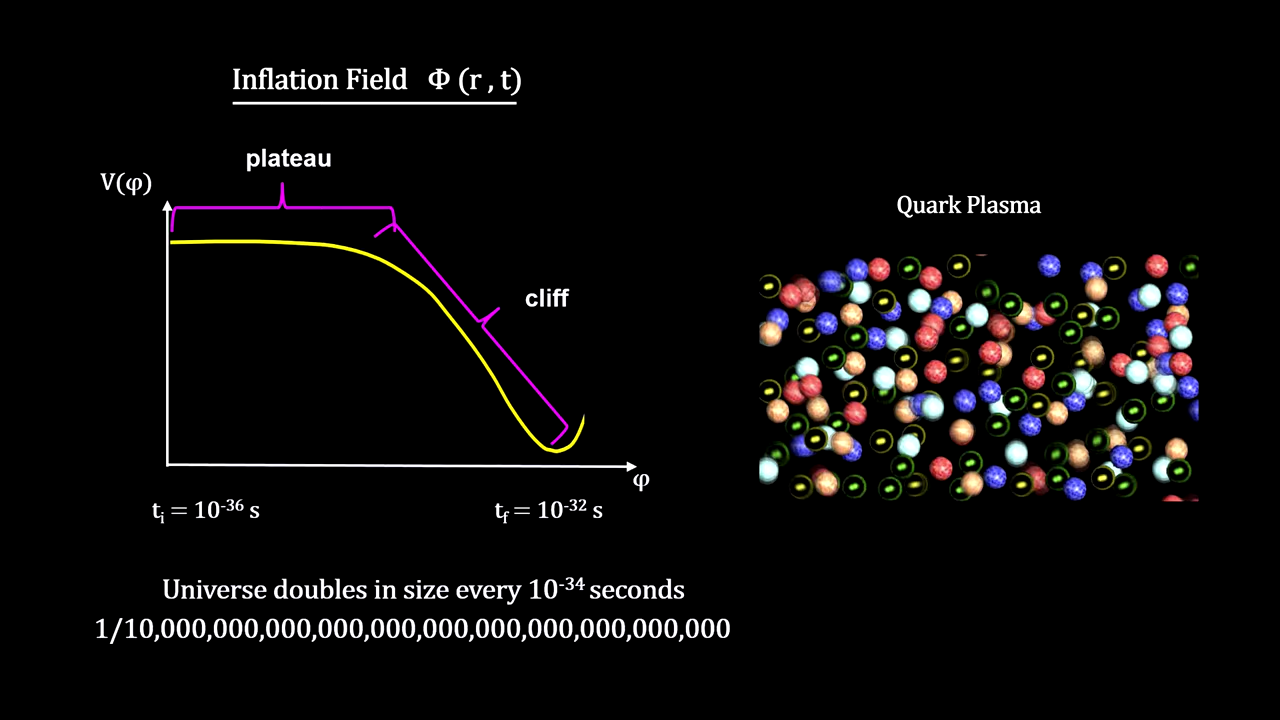 Inflation Field Φ (r , t)
plateau
V(φ)
cliff
φ
tᵢ = 10⁻³⁶ s
t_f = 10⁻³² s
Quark Plasma
Universe doubles in size every 10⁻³⁴ seconds
1/10,000,000,000,000,000,000,000,000,000,000,000